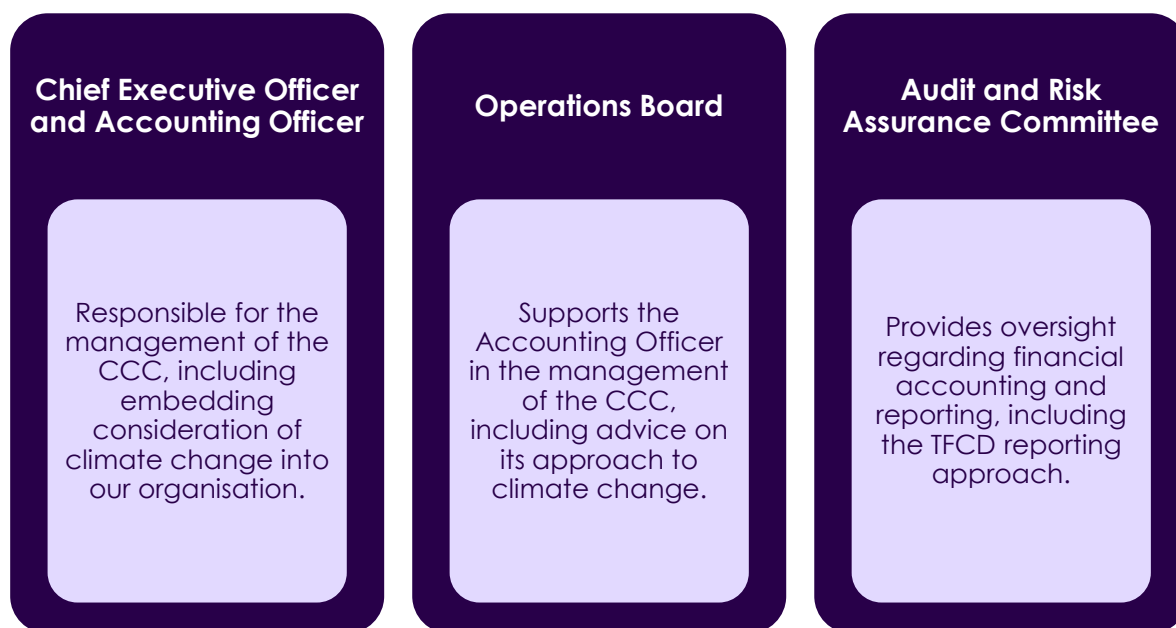 Chief Executive Officer
and Accounting Officer
Responsible for the
management of the
CCC, including
embedding
consideration of
climate change into
our organisation.
Operations Board
Supports the
Accounting Officer
in the management
of the CCC,
including advice on
its approach to
climate change.
Audit and Risk
Assurance Committee
Provides oversight
regarding financial
accounting and
reporting, including
the TFCD reporting
approach.